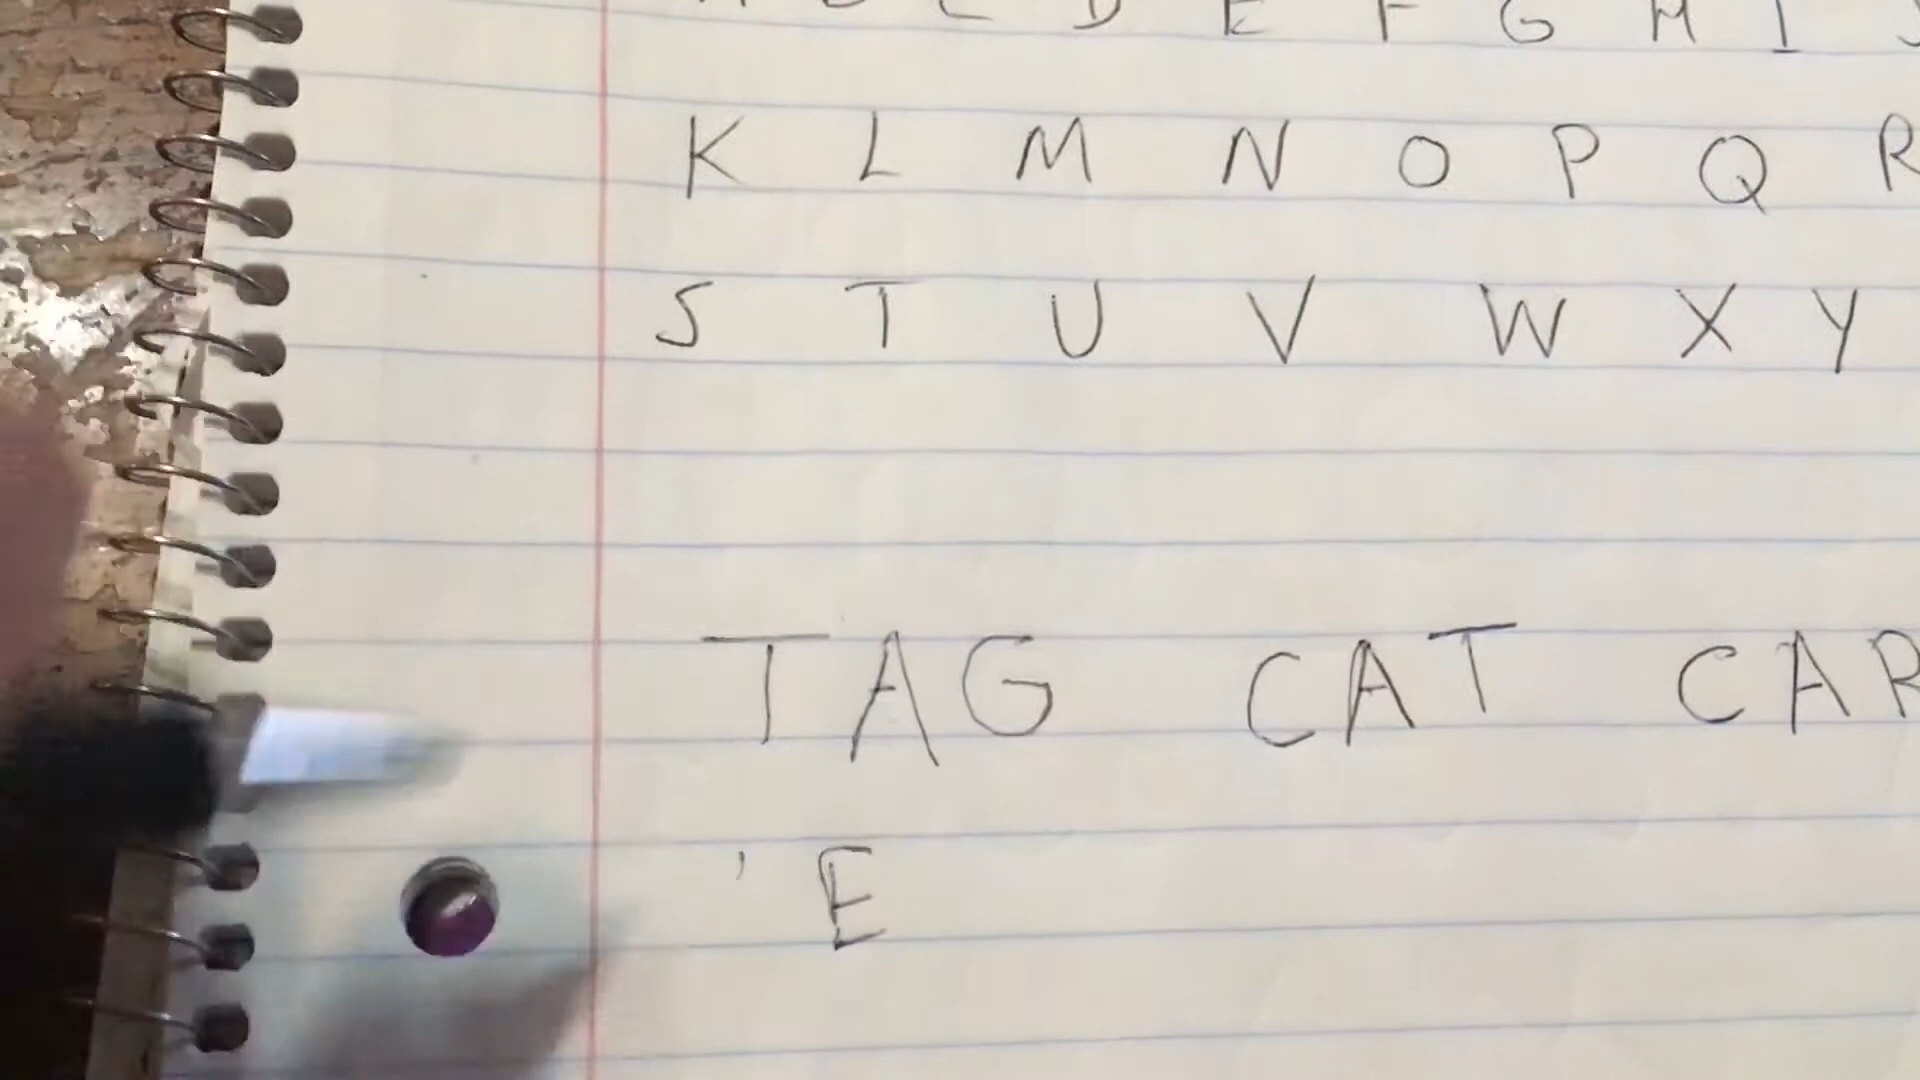 A B C D E F G H I J
K L M N O P Q R
S T U V W X Y
TAG CAT CAR
' E